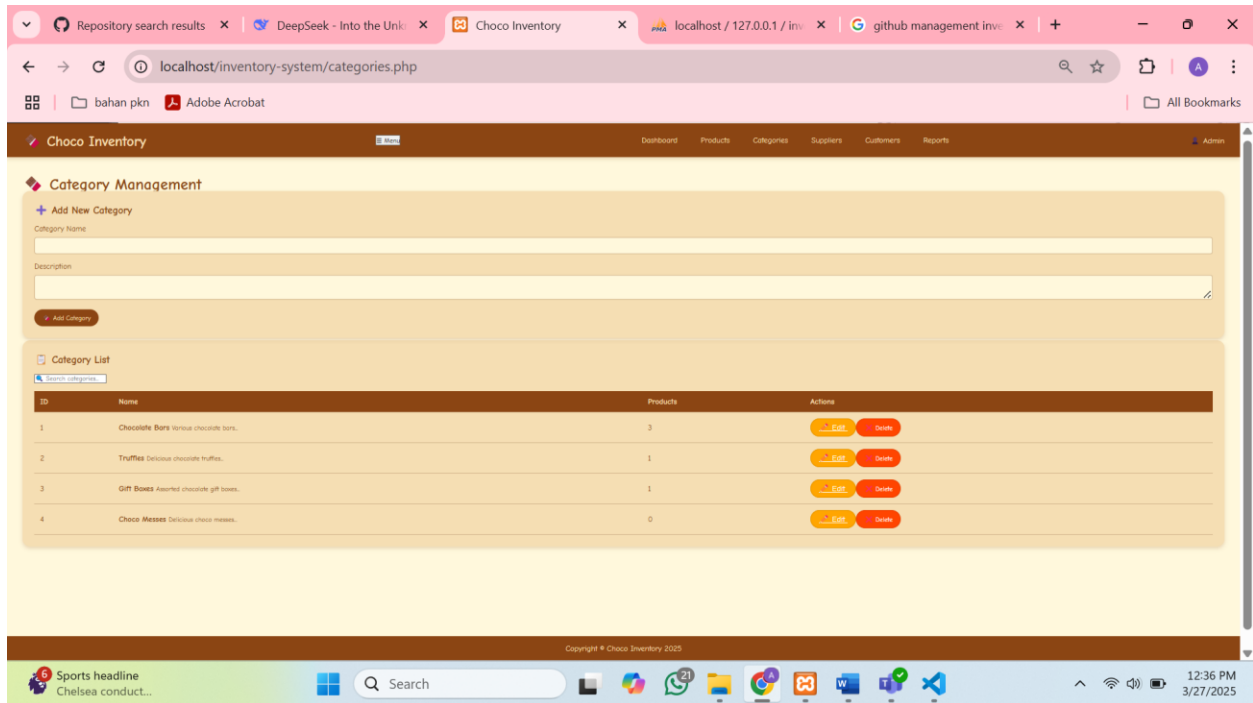 Repository search results
DeepSeek - Into the Unk
Choco Inventory
localhost / 127.0.0.1 / inv
github management inve
localhost/inventory-system/categories.php
A
bahan pkn
Adobe Acrobat
All Bookmarks
Choco Inventory
Menu
Dashboard Products Categories Suppliers Customers Reports
Admin
Category Management
Add New Category
Category Name
Description
Add Category
Category List
Search categories..
ID Name Products Actions
1 Chocolate Bars Various chocolate bars.. 3 Edit Delete
2 Truffles Delicious chocolate truffles.. 1 Edit Delete
3 Gift Boxes Assorted chocolate gift boxes.. 1 Edit Delete
4 Choco Messes Delicious choco messes.. 0 Edit Delete
Copyright © Choco Inventory 2025
6
Sports headline
Chelsea conduct...
Search
21
12:36 PM
3/27/2025